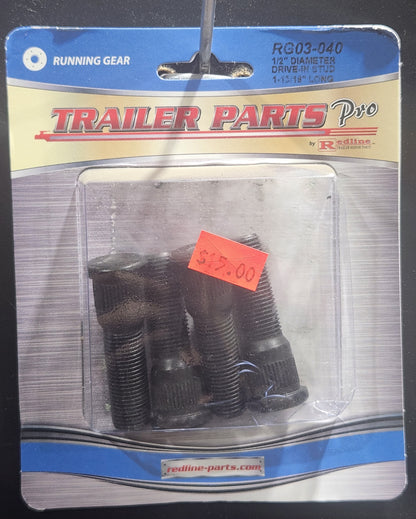 RUNNING GEAR
RG03-040
1/2" DIAMETER
DRIVE-IN STUD
1-13/16" LONG
TRAILER PARTS Pro
by Redline
$15.00
redline-parts.com